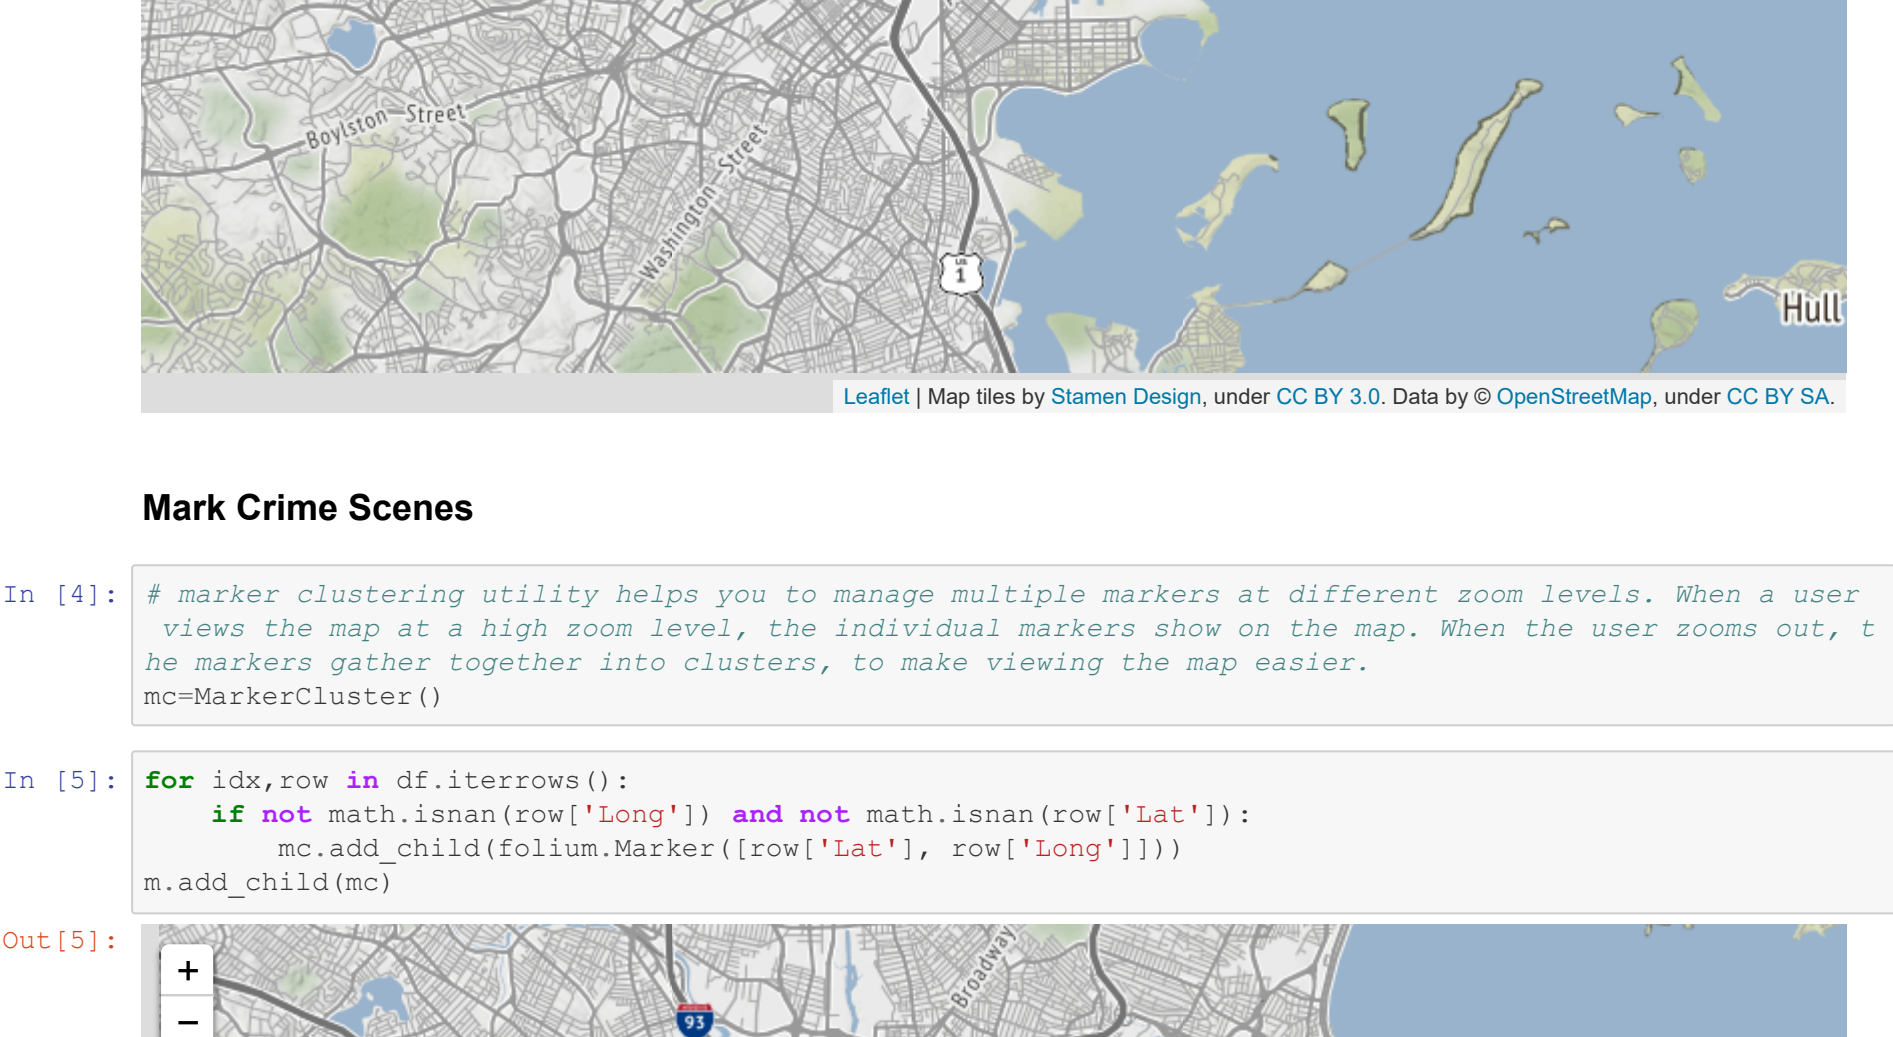 Boylston Street
Washington Street
US
1
Hull
Leaflet | Map tiles by Stamen Design, under CC BY 3.0. Data by © OpenStreetMap, under CC BY SA.
Mark Crime Scenes
In [4]: # marker clustering utility helps you to manage multiple markers at different zoom levels. When a user
views the map at a high zoom level, the individual markers show on the map. When the user zooms out, t
he markers gather together into clusters, to make viewing the map easier.
mc=MarkerCluster()
In [5]: for idx,row in df.iterrows():
    if not math.isnan(row['Long']) and not math.isnan(row['Lat']):
        mc.add_child(folium.Marker([row['Lat'], row['Long']]))
m.add_child(mc)
Out[5]:
+
Broadway
93
−